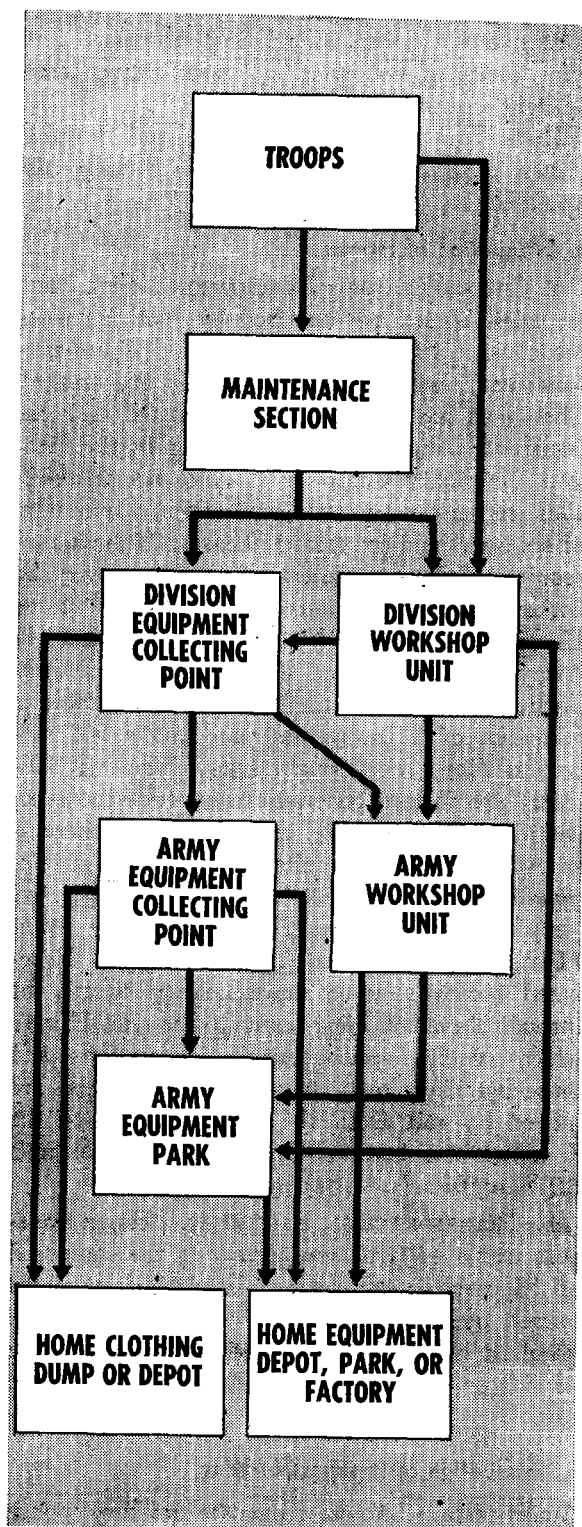 TROOPS
MAINTENANCE
SECTION
DIVISION
EQUIPMENT
COLLECTING
POINT
DIVISION
WORKSHOP
UNIT
ARMY
EQUIPMENT
COLLECTING
POINT
ARMY
WORKSHOP
UNIT
ARMY
EQUIPMENT
PARK
HOME CLOTHING
DUMP OR DEPOT
HOME EQUIPMENT
DEPOT, PARK, OR
FACTORY